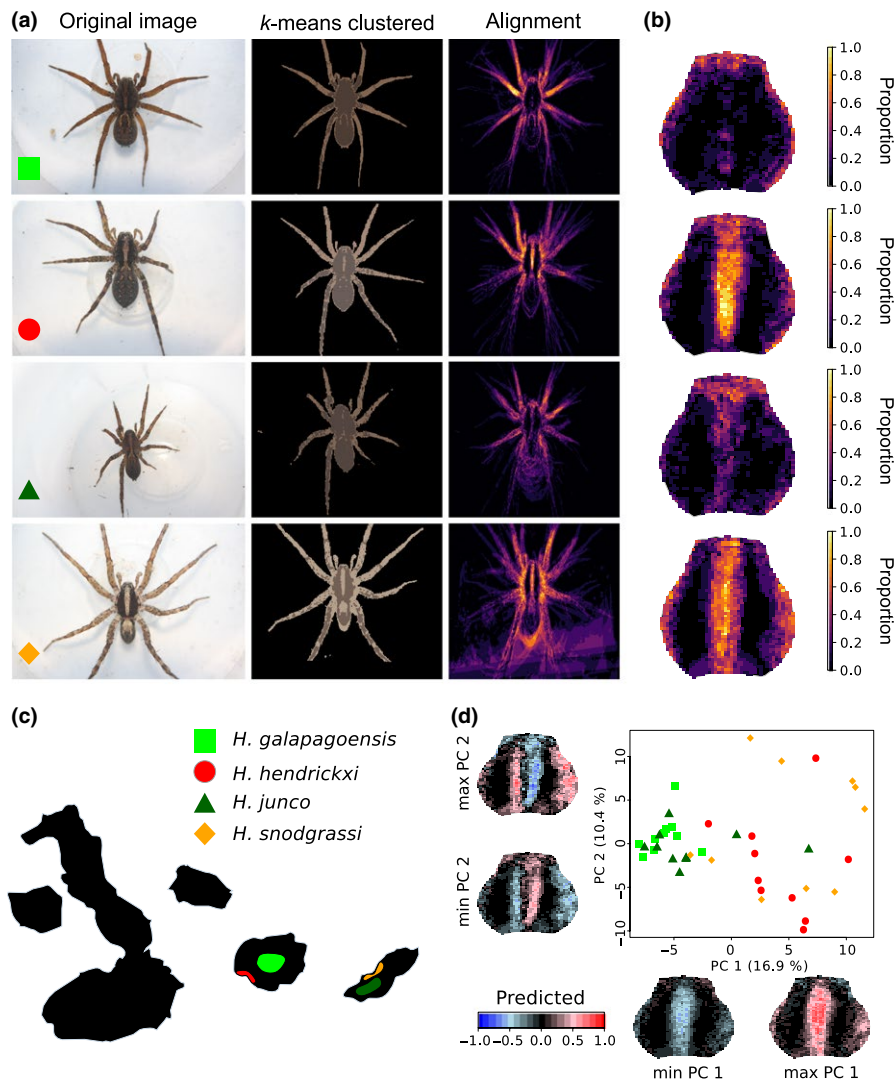 (a) Original image k-means clustered Alignment (b)
1.0
0.8
0.6
0.4
0.2
0.0
Proportion
1.0
0.8
0.6
0.4
0.2
0.0
Proportion
1.0
0.8
0.6
0.4
0.2
0.0
Proportion
1.0
0.8
0.6
0.4
0.2
0.0
Proportion
(c)
H. galapagoensis
H. hendrickxi
H. junco
H. snodgrassi
(d)
max PC 2
min PC 2
PC 2 (10.4 %)
10
5
0
−5
−10
−5 0 5 10
PC 1 (16.9 %)
Predicted
-1.0 -0.5 0.0 0.5 1.0
min PC 1 max PC 1